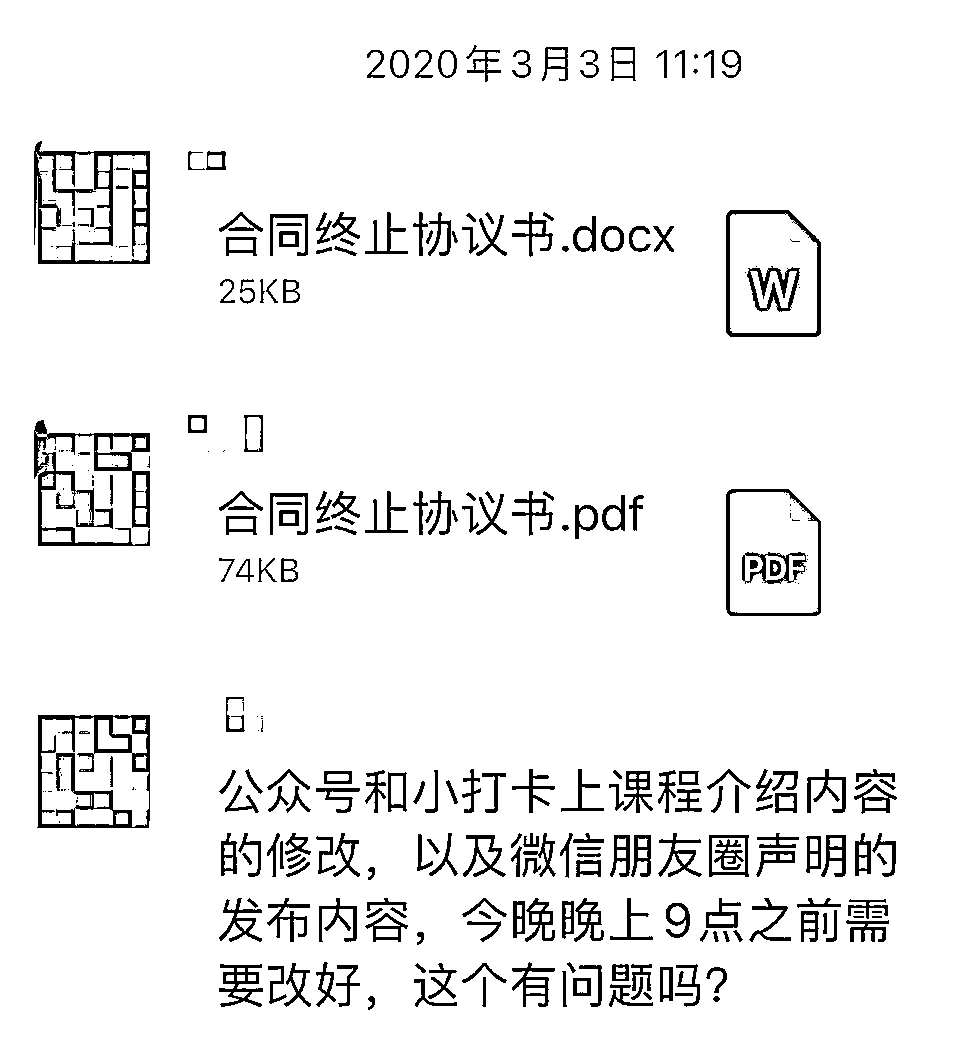 2020年3月3日 11:19
合同终止协议书.docx
25KB
W
合同终止协议书.pdf
74KB
PDF
公众号和小打卡上课程介绍内容
的修改，以及微信朋友圈声明的
发布内容，今晚晚上9点之前需
要改好，这个有问题吗？